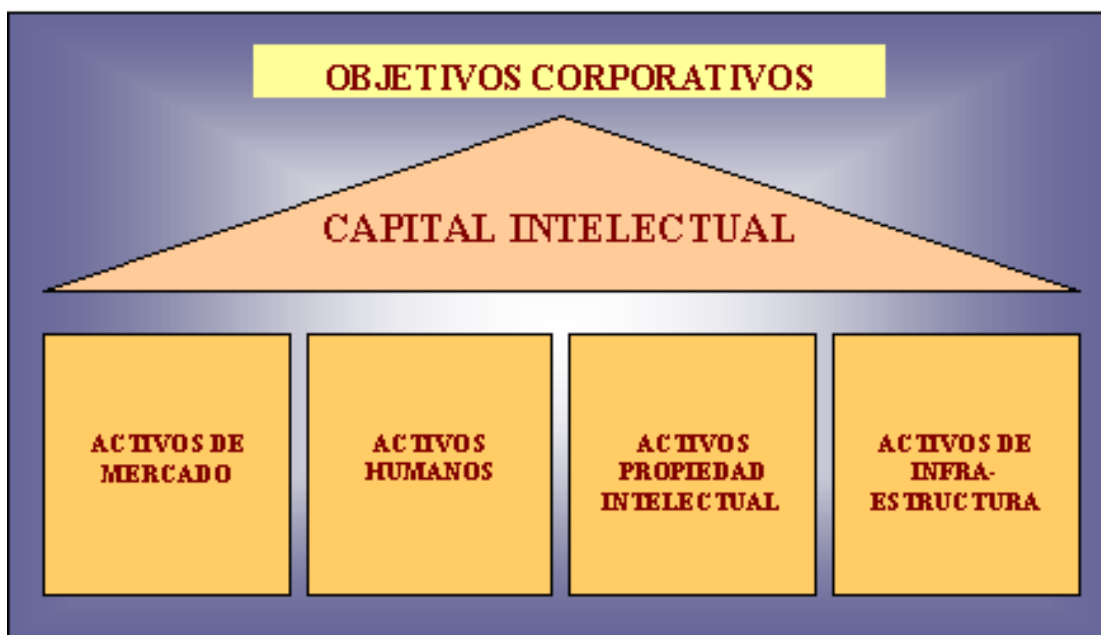 OBJETIVOS CORPORATIVOS
CAPITAL INTELECTUAL
ACTIVOS DE
MERCADO
ACTIVOS
HUMANOS
ACTIVOS
PROPIEDAD
INTELECTUAL
ACTIVOS DE
INFRA-
ESTRUCTURA